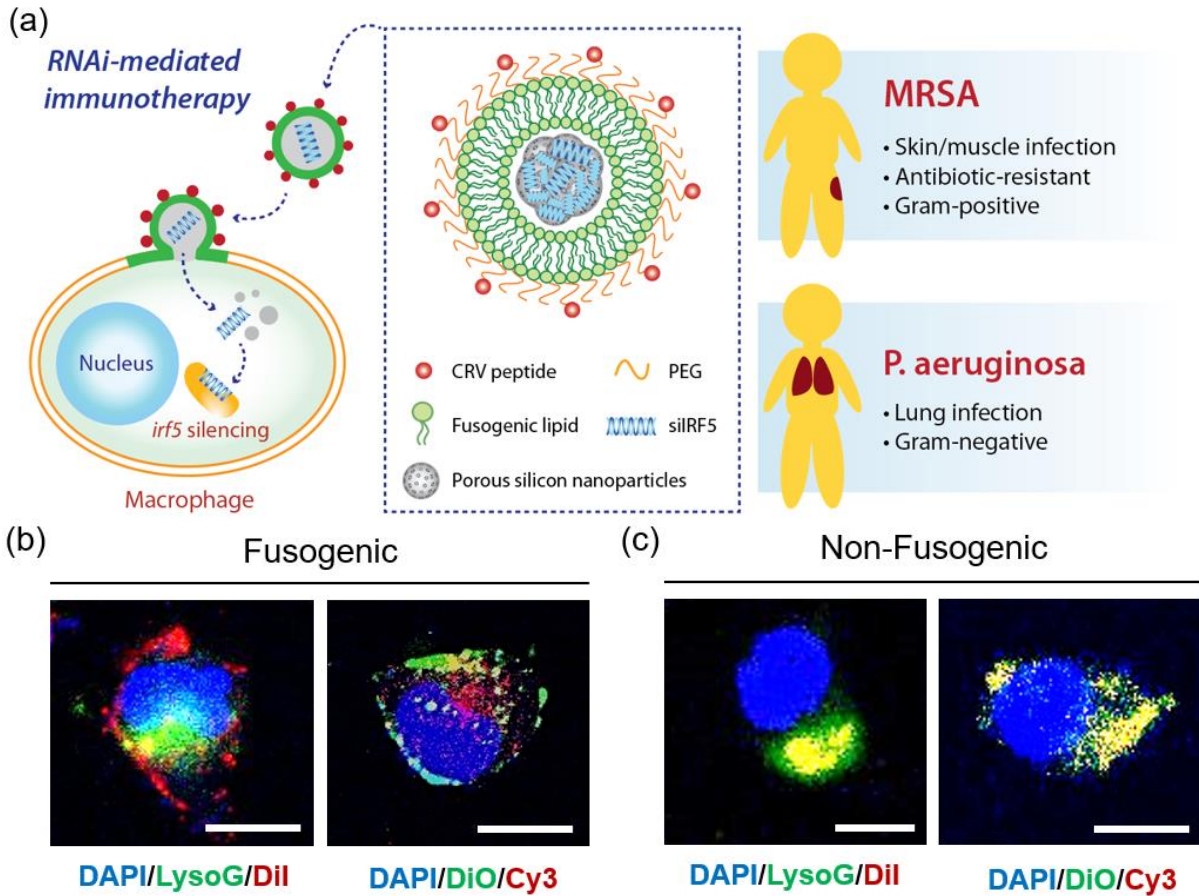 (a)
RNAi-mediated
immunotherapy
Nucleus
irf5 silencing
Macrophage
CRV peptide
PEG
Fusogenic lipid
siIRF5
Porous silicon nanoparticles
MRSA
• Skin/muscle infection
• Antibiotic-resistant
• Gram-positive
P. aeruginosa
• Lung infection
• Gram-negative
(b)
Fusogenic
DAPI/LysoG/DiI
DAPI/DiO/Cy3
(c)
Non-Fusogenic
DAPI/LysoG/DiI
DAPI/DiO/Cy3